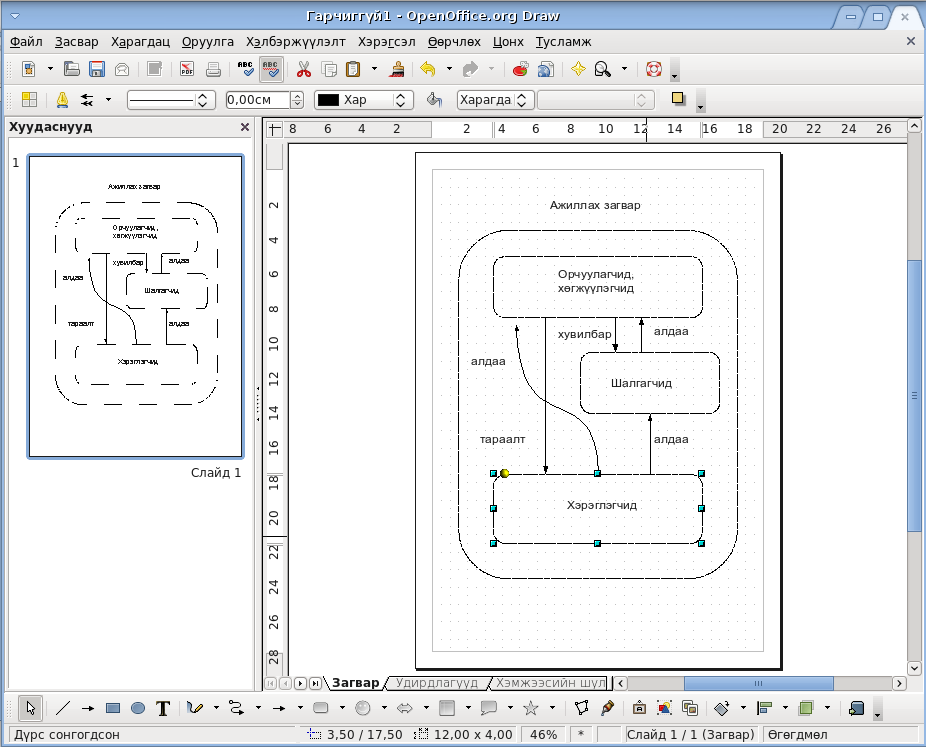 Гарчиггүй1 - OpenOffice.org Draw
Файл Засвар Харагдац Оруулга Хэлбэржүүлэлт Хэрэгсэл Өөрчлөх Цонх Тусламж
PDF ABC ABC
0,00см Хар Харагда
Хуудаснууд
8 6 4 2 2 4 6 8 10 12 14 16 18 20 22 24 26
1
Ажиллах загвар
Орчуулагчид,
хөгжүүлэгчид
хувилбар
алдаа
алдаа
Шалгагчид
тараалт
алдаа
Хэрэглэгчид
Слайд 1
2
4
6
8
10
12
14
16
18
20
22
24
26
28
Ажиллах загвар
Орчуулагчид,
хөгжүүлэгчид
хувилбар
алдаа
алдаа
Шалгагчид
тараалт
алдаа
Хэрэглэгчид
Загвар Удирдлагууд Хэмжээсийн шул
T
Дүрс сонгогдсон 3,50 / 17,50 12,00 x 4,00 46% * Слайд 1 / 1 (Загвар) Өгөгдмөл